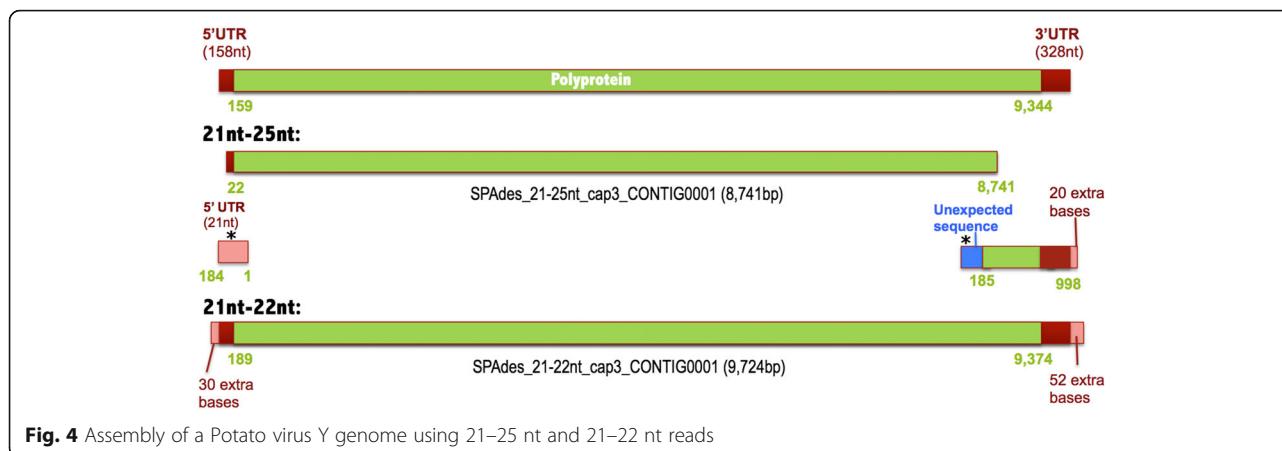 5'UTR
(158nt)
3'UTR
(328nt)
Polyprotein
159
9,344
21nt-25nt:
22
8,741
SPAdes_21-25nt_cap3_CONTIG0001 (8,741bp)
5' UTR
(21nt)
*
184
1
Unexpected
sequence
*
20 extra
bases
185
998
21nt-22nt:
189
9,374
SPAdes_21-22nt_cap3_CONTIG0001 (9,724bp)
30 extra
bases
52 extra
bases
Fig. 4 Assembly of a Potato virus Y genome using 21–25 nt and 21–22 nt reads